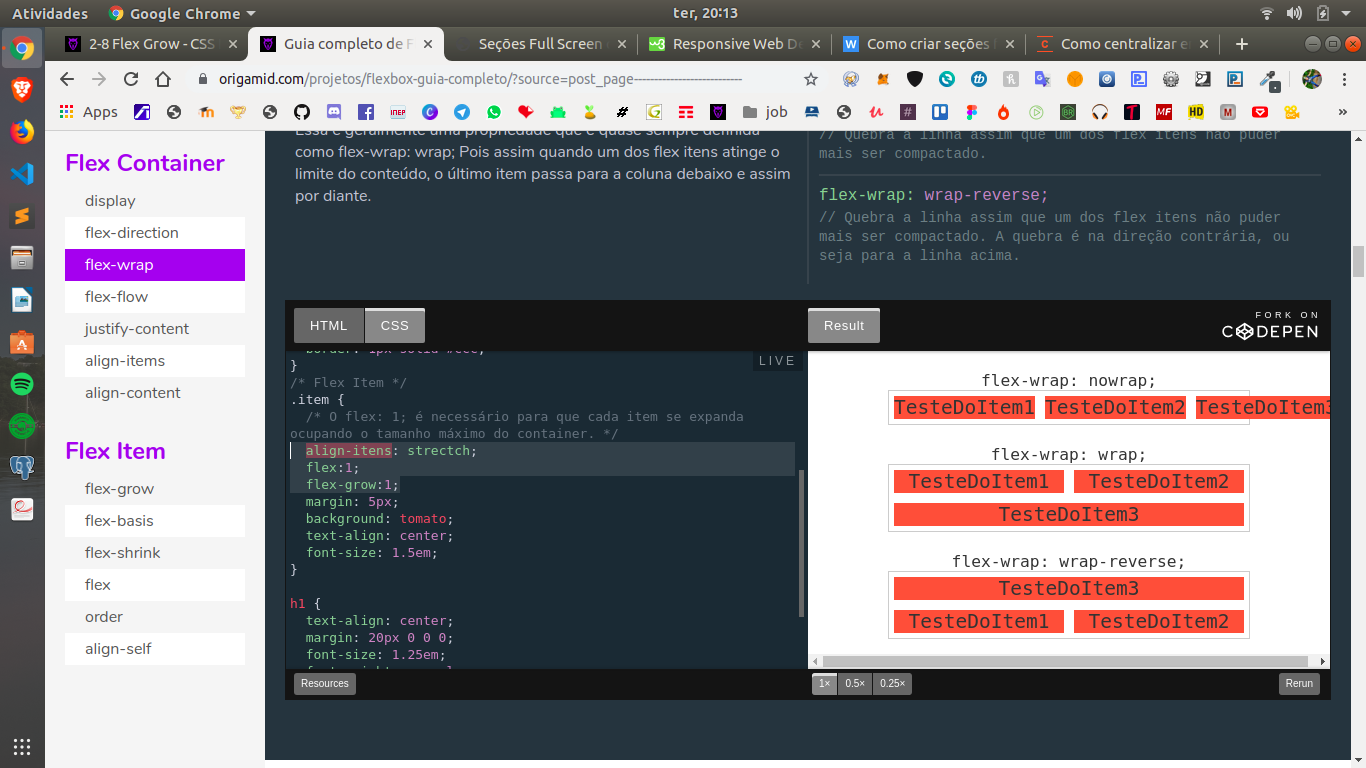 Atividades
Google Chrome
ter, 20:13
2-8 Flex Grow - CSS
Guia completo de F
Seções Full Screen
Responsive Web De
Como criar seções
Como centralizar e
origamid.com/projetos/flexbox-guia-completo/?source=post_page---------------------------
Apps
job
Flex Container
display
flex-direction
flex-wrap
flex-flow
justify-content
align-items
align-content
Flex Item
flex-grow
flex-basis
flex-shrink
flex
order
align-self
Essa é geralmente uma propriedade que é quase sempre definida
como flex-wrap: wrap; Pois assim quando um dos flex itens atinge o
limite do conteúdo, o último item passa para a coluna debaixo e assim
por diante.
// Quebra a linha assim que um dos flex itens não puder
mais ser compactado.
flex-wrap: wrap-reverse;
// Quebra a linha assim que um dos flex itens não puder
mais ser compactado. A quebra é na direção contrária, ou
seja para a linha acima.
HTML
CSS
Result
FORK ON
CODEPEN
LIVE
border: 1px solid #ccc;
}
/* Flex Item */
.item {
/* O flex: 1; é necessário para que cada item se expanda
ocupando o tamanho máximo do container. */
align-itens: strectch;
flex:1;
flex-grow:1;
margin: 5px;
background: tomato;
text-align: center;
font-size: 1.5em;
}
h1 {
text-align: center;
margin: 20px 0 0 0;
font-size: 1.25em;
flex-wrap: nowrap;
TesteDoItem1 TesteDoItem2 TesteDoItem3
flex-wrap: wrap;
TesteDoItem1 TesteDoItem2
TesteDoItem3
flex-wrap: wrap-reverse;
TesteDoItem3
TesteDoItem1 TesteDoItem2
Resources
1×
0.5×
0.25×
Rerun